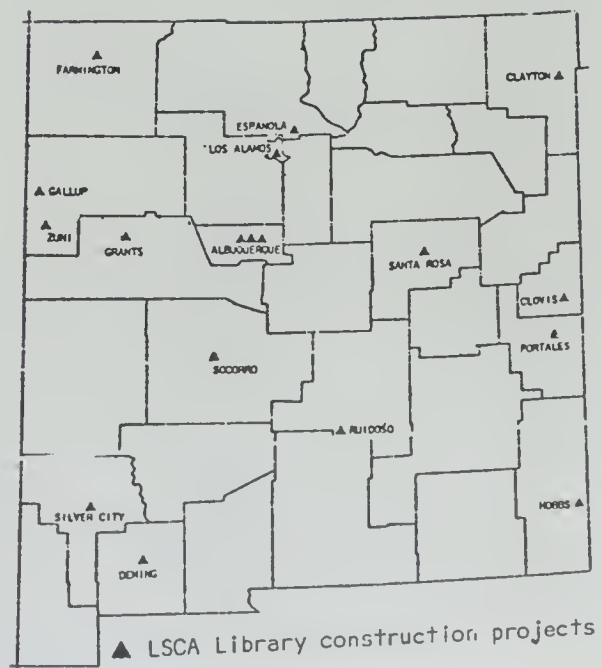 FARMINGTON
CLAYTON
ESPANOLA
LOS ALAMOS
GALLUP
ZUNI
GRANTS
ALBUQUERQUE
SANTA ROSA
CLOVIS
PORTALES
SOCORRO
RUIDOSO
HOBBS
SILVER CITY
DEMING
LSCA Library construction projects